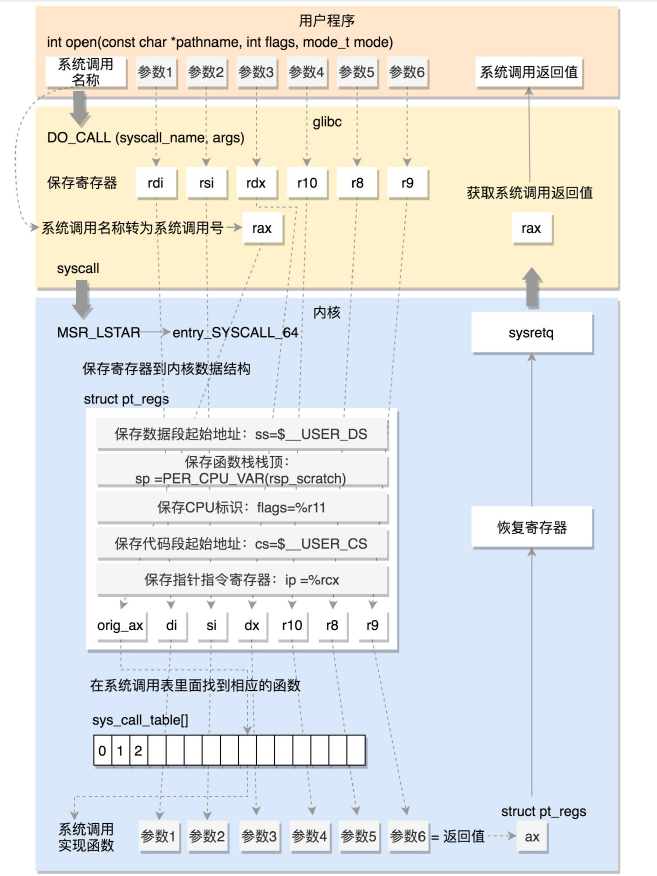 用户程序
int open(const char *pathname, int flags, mode_t mode)
系统调用
名称
参数1
参数2
参数3
参数4
参数5
参数6
系统调用返回值
glibc
DO_CALL (syscall_name, args)
保存寄存器
rdi
rsi
rdx
r10
r8
r9
获取系统调用返回值
系统调用名称转为系统调用号
rax
rax
syscall
内核
MSR_LSTAR
entry_SYSCALL_64
sysretq
保存寄存器到内核数据结构
struct pt_regs
保存数据段起始地址：ss=$__USER_DS
保存函数栈栈顶：
sp =PER_CPU_VAR(rsp_scratch)
保存CPU标识：flags=%r11
恢复寄存器
保存代码段起始地址：cs=$__USER_CS
保存指针指令寄存器：ip =%rcx
orig_ax
di
si
dx
r10
r8
r9
在系统调用表里面找到相应的函数
sys_call_table[]
0
1
2
struct pt_regs
系统调用
实现函数
参数1
参数2
参数3
参数4
参数5
参数6
= 返回值
ax